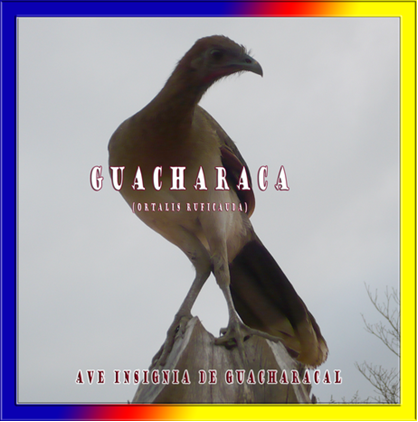 GUACHARACA
(ORTALIS RUFICAUDA)
AVE INSIGNIA DE GUACHARACAL